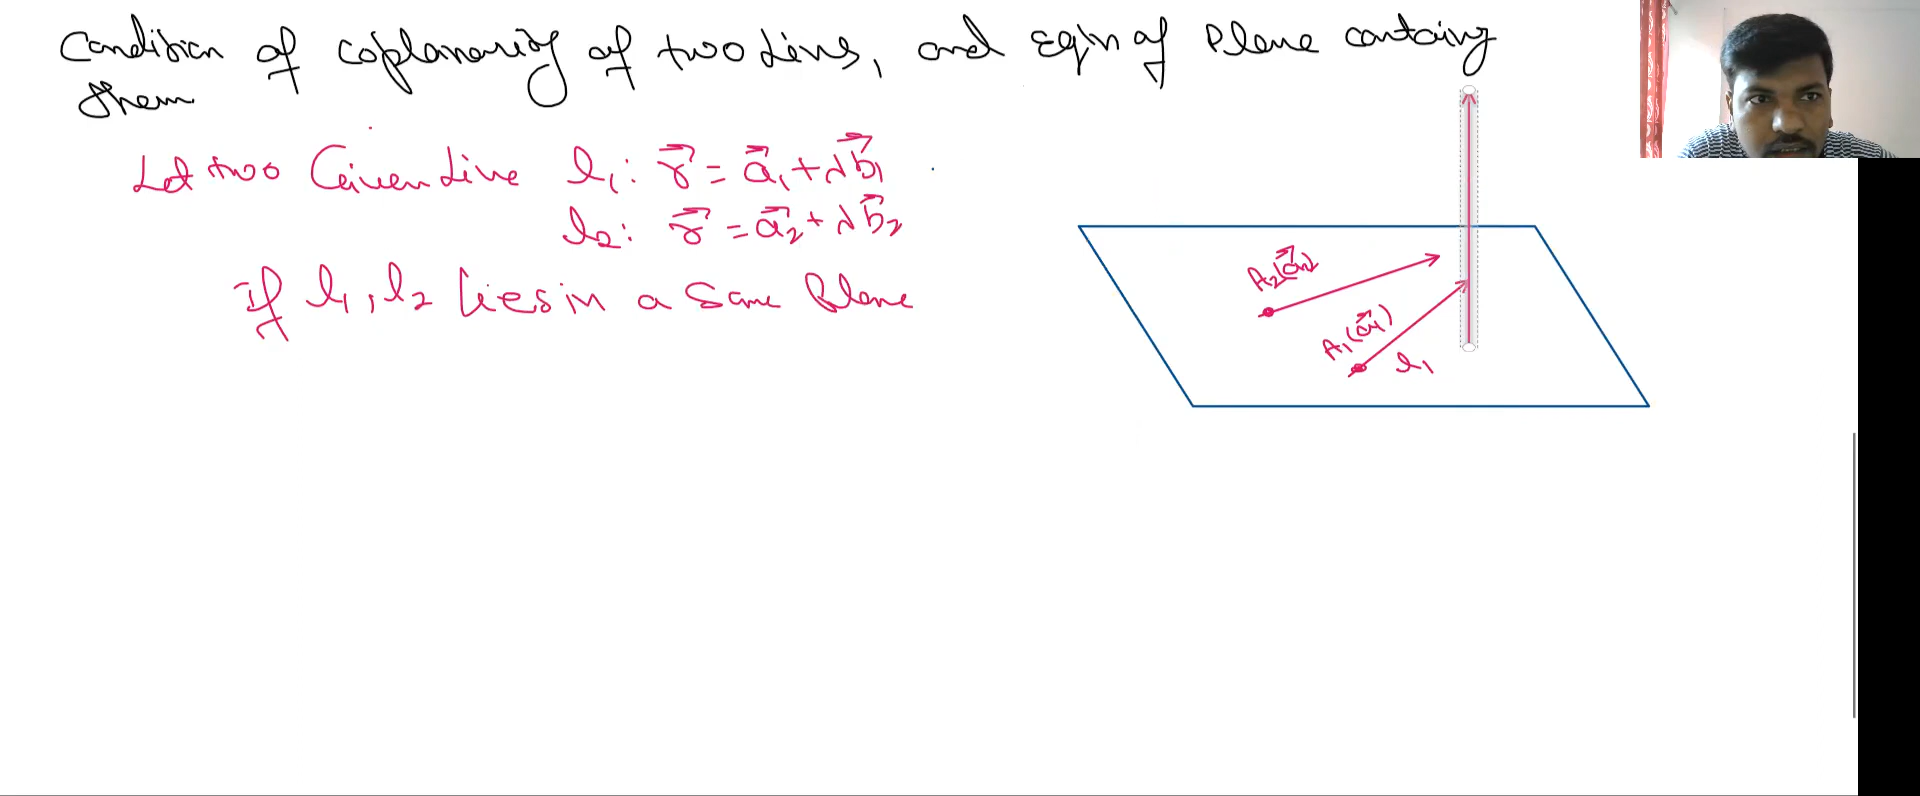 Condition of coplanarity of two Lines, and Eqn of Plane containg
them
Let two Given Line l₁: r⃗ = a⃗₁ + λb⃗₁
l₂: r⃗ = a⃗₂ + λb⃗₂
If l₁, l₂ Lies in a Same Plane
A₂(a⃗₂)
A₁(a⃗₁)
l₁